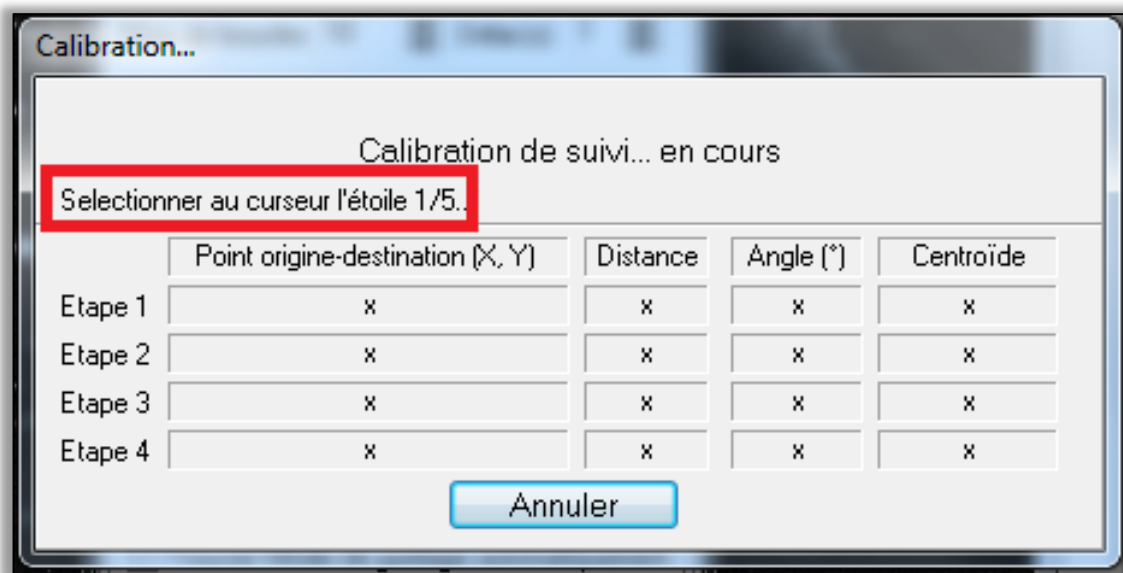 Calibration...
Calibration de suivi... en cours
Selectionner au curseur l'étoile 1/5..
Point origine-destination (X, Y) Distance Angle (°) Centroïde
Etape 1 x x x x
Etape 2 x x x x
Etape 3 x x x x
Etape 4 x x x x
Annuler